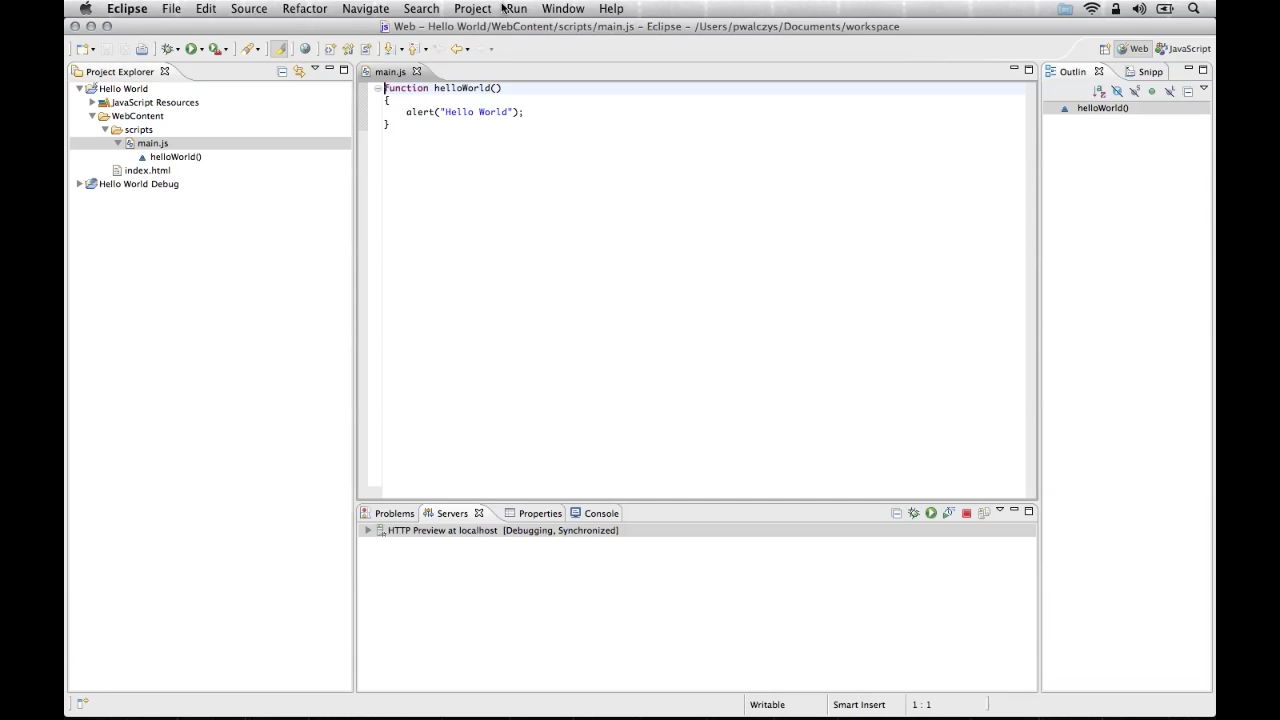 Eclipse File Edit Source Refactor Navigate Search Project Run Window Help
Web – Hello World/WebContent/scripts/main.js – Eclipse – /Users/pwalczys/Documents/workspace
Web JavaScript
Project Explorer
Hello World
JavaScript Resources
WebContent
scripts
main.js
helloWorld()
index.html
Hello World Debug
main.js
function helloWorld()
{
alert("Hello World");
}
Outlin Snipp
helloWorld()
Problems Servers Properties Console
HTTP Preview at localhost [Debugging, Synchronized]
Writable Smart Insert 1 : 1